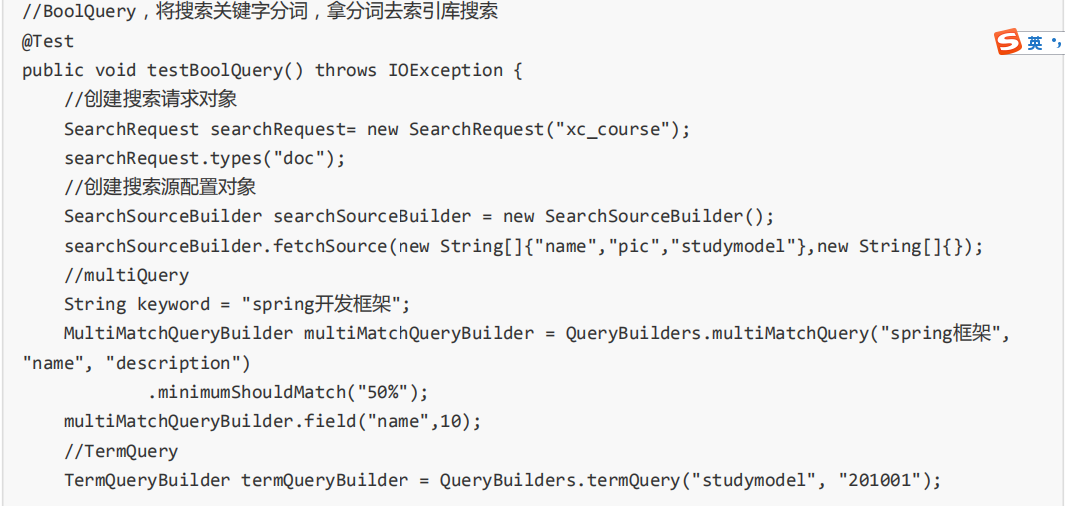 //BoolQuery，将搜索关键字分词，拿分词去索引库搜索
@Test
public void testBoolQuery() throws IOException {
    //创建搜索请求对象
    SearchRequest searchRequest= new SearchRequest("xc_course");
    searchRequest.types("doc");
    //创建搜索源配置对象
    SearchSourceBuilder searchSourceBuilder = new SearchSourceBuilder();
    searchSourceBuilder.fetchSource(new String[]{"name","pic","studymodel"},new String[]{});
    //multiQuery
    String keyword = "spring开发框架";
    MultiMatchQueryBuilder multiMatchQueryBuilder = QueryBuilders.multiMatchQuery("spring框架",
"name", "description")
            .minimumShouldMatch("50%");
    multiMatchQueryBuilder.field("name",10);
    //TermQuery
    TermQueryBuilder termQueryBuilder = QueryBuilders.termQuery("studymodel", "201001");
S 英